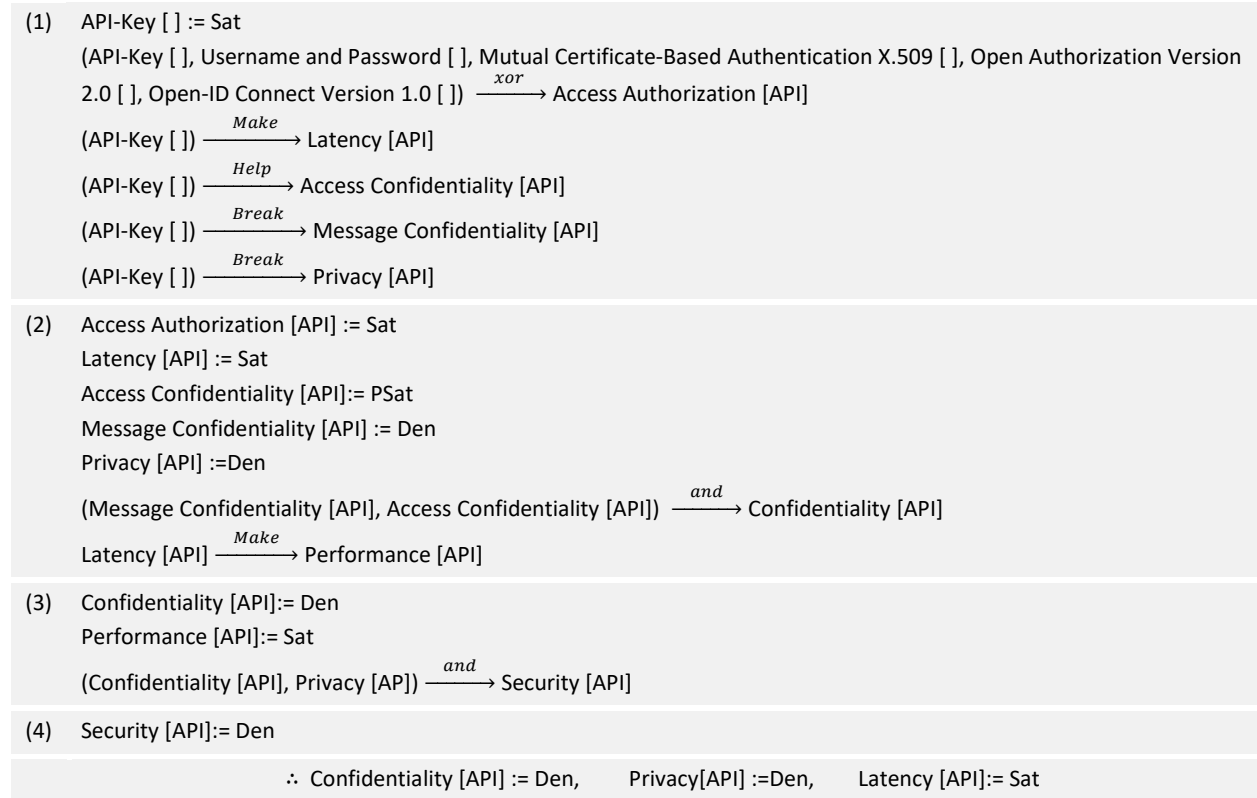 (1) API-Key [ ] := Sat
(API-Key [ ], Username and Password [ ], Mutual Certificate-Based Authentication X.509 [ ], Open Authorization Version
2.0 [ ], Open-ID Connect Version 1.0 [ ]) —xor→ Access Authorization [API]
(API-Key [ ]) —Make→ Latency [API]
(API-Key [ ]) —Help→ Access Confidentiality [API]
(API-Key [ ]) —Break→ Message Confidentiality [API]
(API-Key [ ]) —Break→ Privacy [API]
(2) Access Authorization [API] := Sat
Latency [API] := Sat
Access Confidentiality [API]:= PSat
Message Confidentiality [API] := Den
Privacy [API] :=Den
(Message Confidentiality [API], Access Confidentiality [API]) —and→ Confidentiality [API]
Latency [API] —Make→ Performance [API]
(3) Confidentiality [API]:= Den
Performance [API]:= Sat
(Confidentiality [API], Privacy [AP]) —and→ Security [API]
(4) Security [API]:= Den
∴ Confidentiality [API] := Den, Privacy[API] :=Den, Latency [API]:= Sat